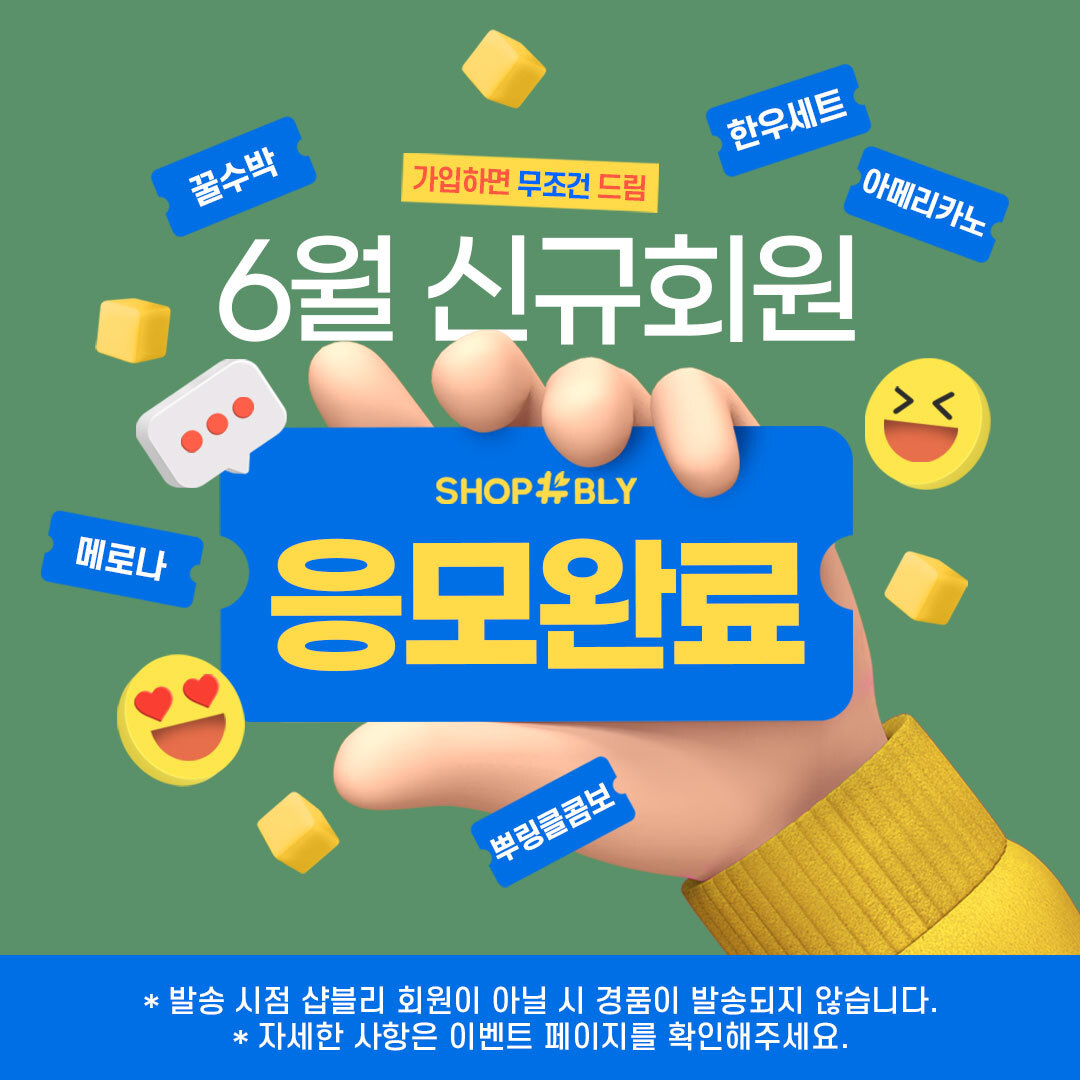 한우세트
꿀수박
아메리카노
가입하면 무조건 드림
6월 신규회원
SHOP BLY
응모완료
메로나
뿌링클콤보
* 발송 시점 샵블리 회원이 아닐 시 경품이 발송되지 않습니다.
* 자세한 사항은 이벤트 페이지를 확인해주세요.